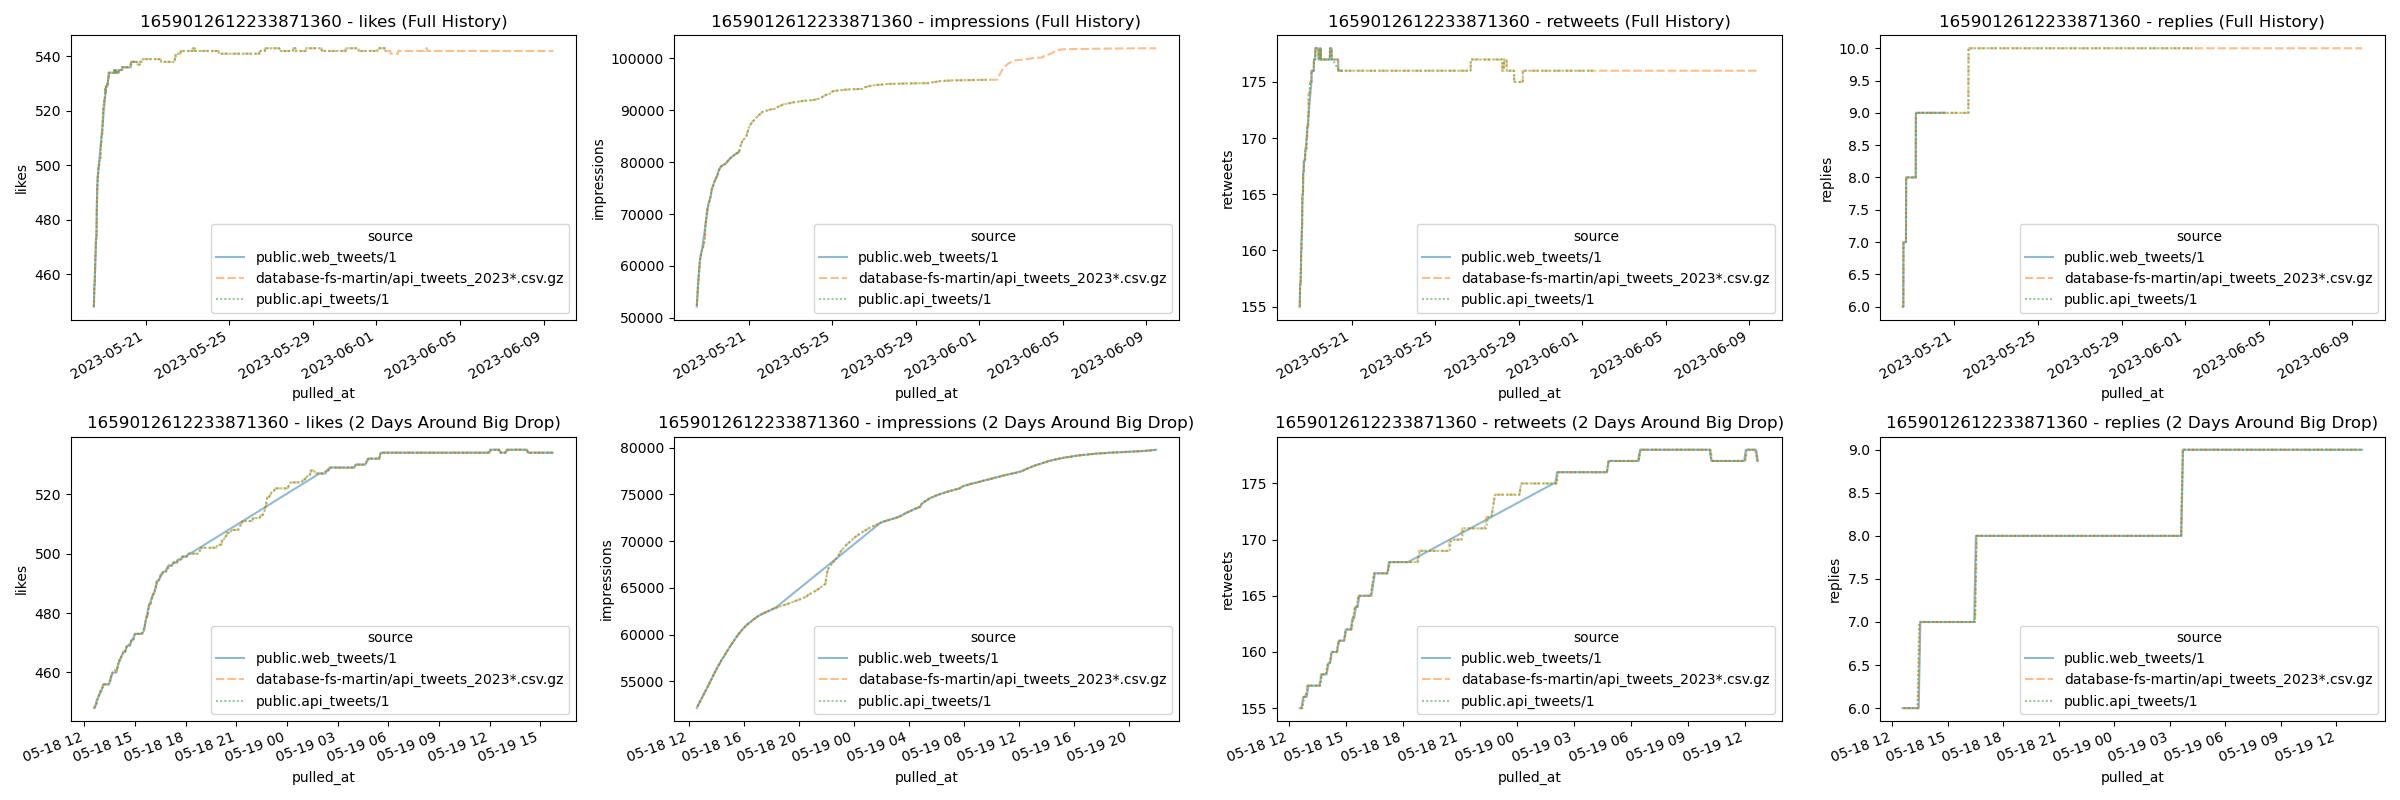 1659012612233871360 - likes (Full History)
likes
540
520
500
480
460
source
public.web_tweets/1
database-fs-martin/api_tweets_2023*.csv.gz
public.api_tweets/1
2023-05-21
2023-05-25
2023-05-29
2023-06-01
2023-06-05
2023-06-09
pulled_at
1659012612233871360 - impressions (Full History)
impressions
100000
90000
80000
70000
60000
50000
source
public.web_tweets/1
database-fs-martin/api_tweets_2023*.csv.gz
public.api_tweets/1
2023-05-21
2023-05-25
2023-05-29
2023-06-01
2023-06-05
2023-06-09
pulled_at
1659012612233871360 - retweets (Full History)
retweets
175
170
165
160
155
source
public.web_tweets/1
database-fs-martin/api_tweets_2023*.csv.gz
public.api_tweets/1
2023-05-21
2023-05-25
2023-05-29
2023-06-01
2023-06-05
2023-06-09
pulled_at
1659012612233871360 - replies (Full History)
replies
10.0
9.5
9.0
8.5
8.0
7.5
7.0
6.5
6.0
source
public.web_tweets/1
database-fs-martin/api_tweets_2023*.csv.gz
public.api_tweets/1
2023-05-21
2023-05-25
2023-05-29
2023-06-01
2023-06-05
2023-06-09
pulled_at
1659012612233871360 - likes (2 Days Around Big Drop)
likes
520
500
480
460
source
public.web_tweets/1
database-fs-martin/api_tweets_2023*.csv.gz
public.api_tweets/1
05-18 12
05-18 15
05-18 18
05-18 21
05-19 00
05-19 03
05-19 06
05-19 09
05-19 12
05-19 15
pulled_at
1659012612233871360 - impressions (2 Days Around Big Drop)
impressions
80000
75000
70000
65000
60000
55000
source
public.web_tweets/1
database-fs-martin/api_tweets_2023*.csv.gz
public.api_tweets/1
05-18 12
05-18 16
05-18 20
05-19 00
05-19 04
05-19 08
05-19 12
05-19 16
05-19 20
pulled_at
1659012612233871360 - retweets (2 Days Around Big Drop)
retweets
175
170
165
160
155
source
public.web_tweets/1
database-fs-martin/api_tweets_2023*.csv.gz
public.api_tweets/1
05-18 12
05-18 15
05-18 18
05-18 21
05-19 00
05-19 03
05-19 06
05-19 09
05-19 12
pulled_at
1659012612233871360 - replies (2 Days Around Big Drop)
replies
9.0
8.5
8.0
7.5
7.0
6.5
6.0
source
public.web_tweets/1
database-fs-martin/api_tweets_2023*.csv.gz
public.api_tweets/1
05-18 12
05-18 15
05-18 18
05-18 21
05-19 00
05-19 03
05-19 06
05-19 09
05-19 12
pulled_at